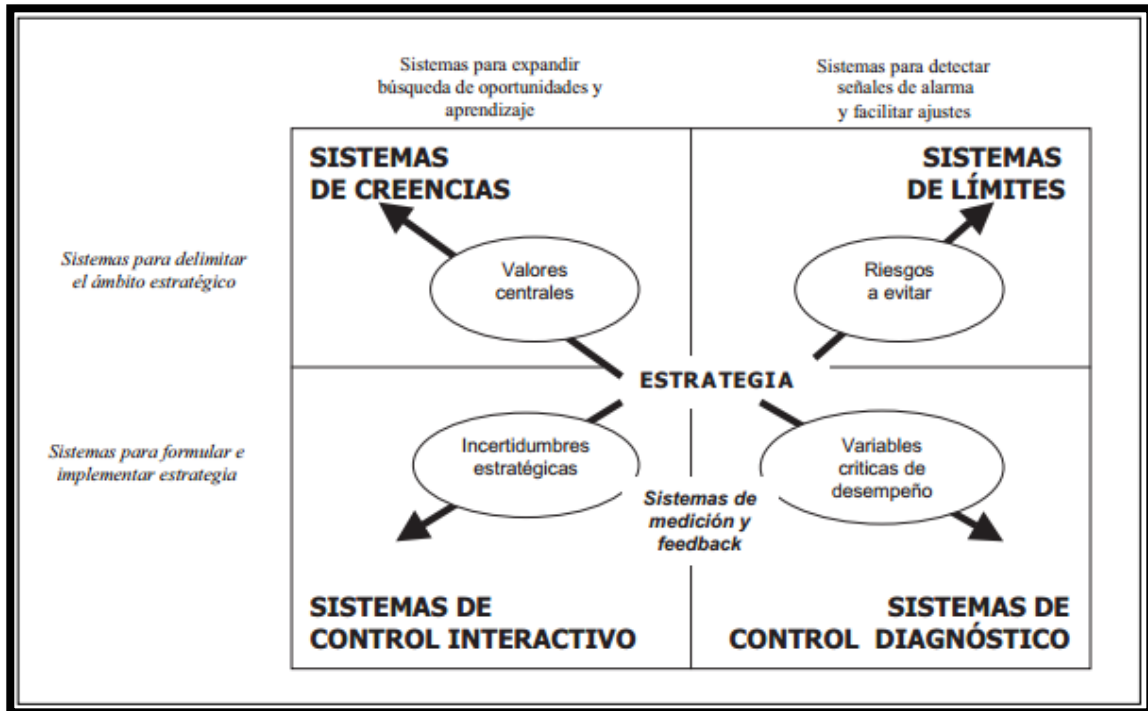 Sistemas para expandir
búsqueda de oportunidades y
aprendizaje
Sistemas para detectar
señales de alarma
y facilitar ajustes
SISTEMAS
DE CREENCIAS
SISTEMAS
DE LÍMITES
Sistemas para delimitar
el ámbito estratégico
Valores
centrales
Riesgos
a evitar
ESTRATEGIA
Sistemas para formular e
implementar estrategia
Incertidumbres
estratégicas
Variables
criticas de
desempeño
Sistemas de
medición y
feedback
SISTEMAS DE
CONTROL INTERACTIVO
SISTEMAS DE
CONTROL DIAGNÓSTICO